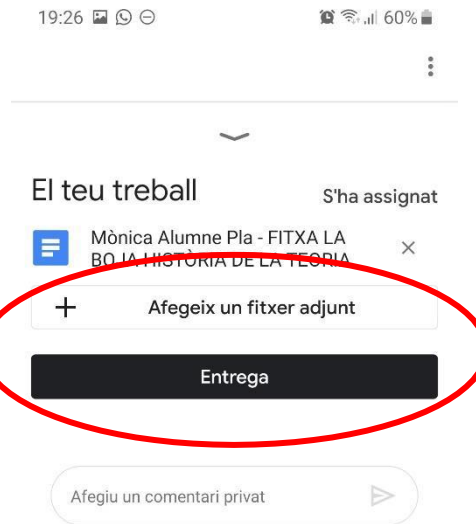 19:26 60%
El teu treball
S'ha assignat
Mònica Alumne Pla - FITXA LA
BOJA HISTÒRIA DE LA TEORIA
Afegeix un fitxer adjunt
Entrega
Afegiu un comentari privat